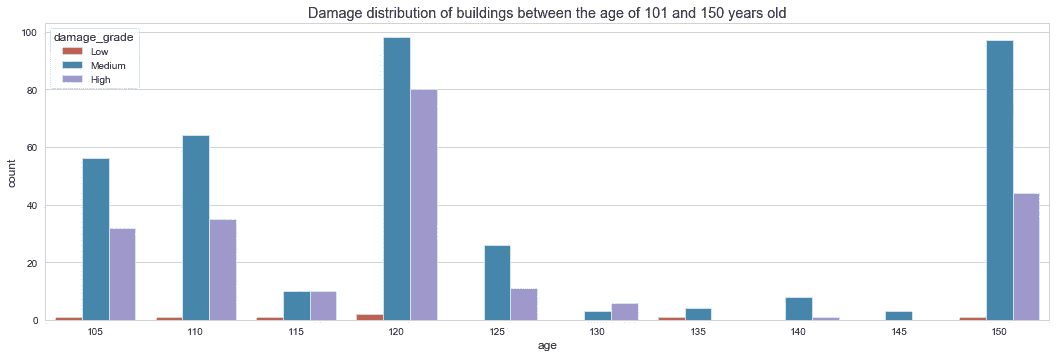 Damage distribution of buildings between the age of 101 and 150 years old
damage_grade
Low
Medium
High
100
80
60
40
20
0
count
105 110 115 120 125 130 135 140 145 150
age